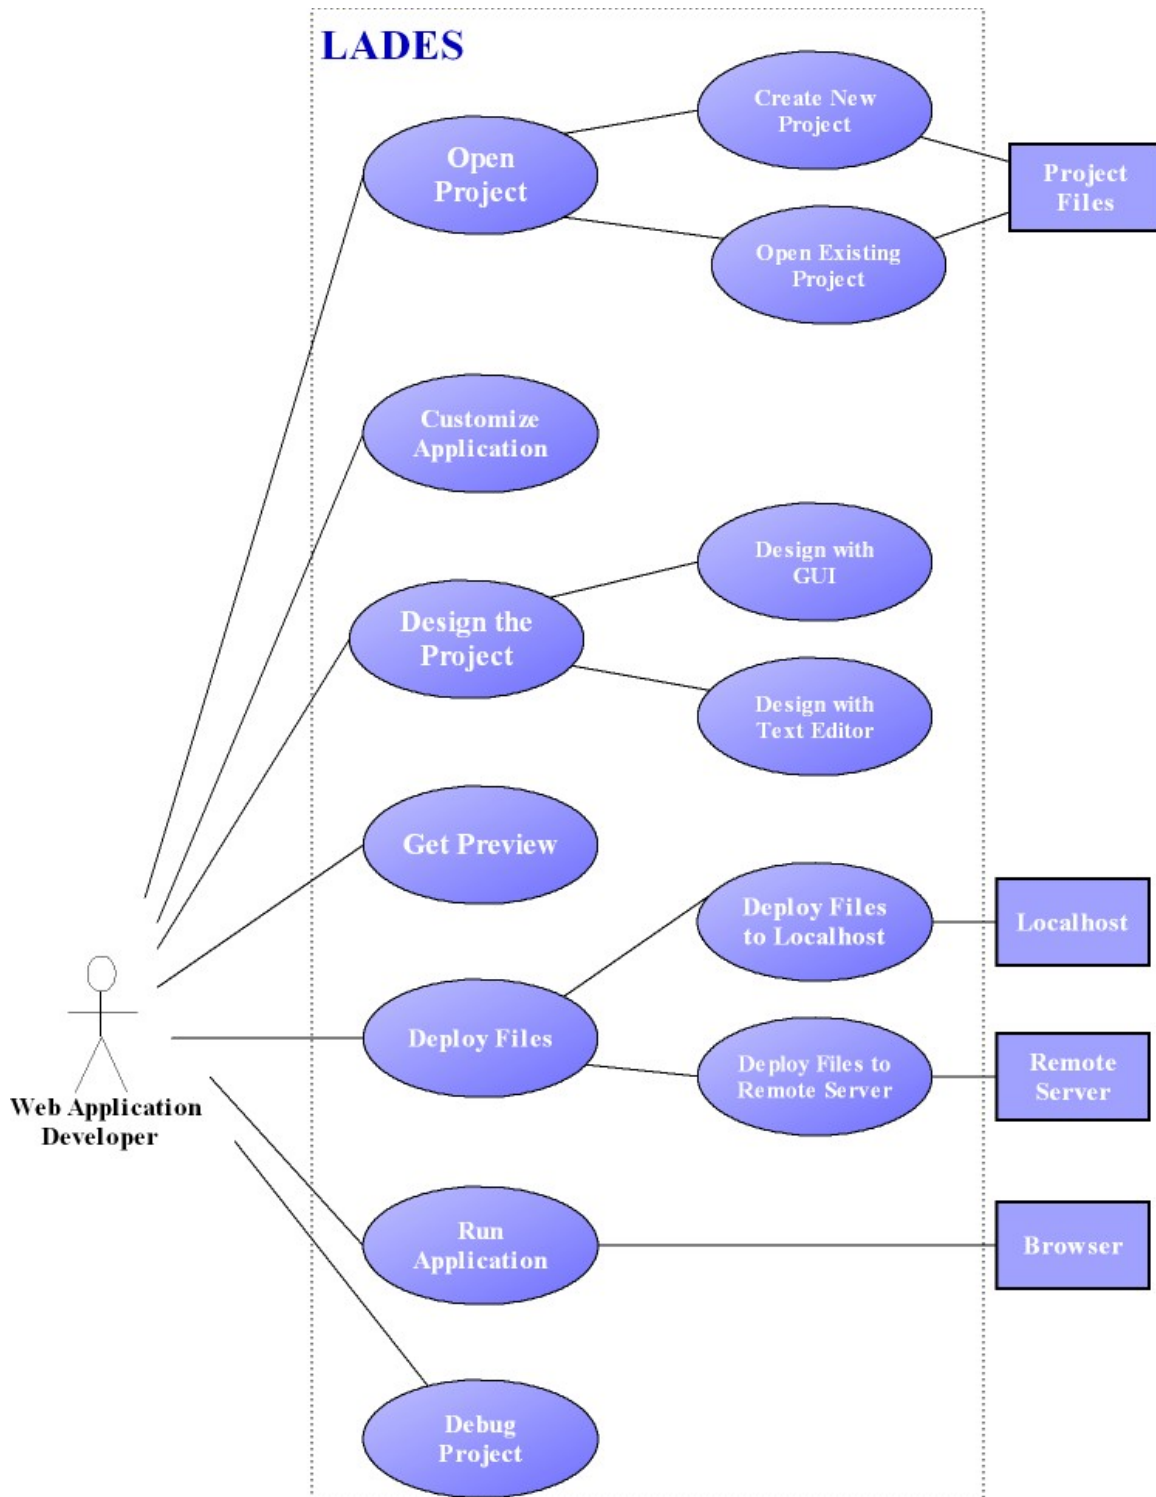 LADES
Create New
Project
Open
Project
Project
Files
Open Existing
Project
Customize
Application
Design with
GUI
Design the
Project
Design with
Text Editor
Get Preview
Deploy Files
to Localhost
Localhost
Deploy Files
Deploy Files to
Remote Server
Remote
Server
Web Application
Developer
Run
Application
Browser
Debug
Project